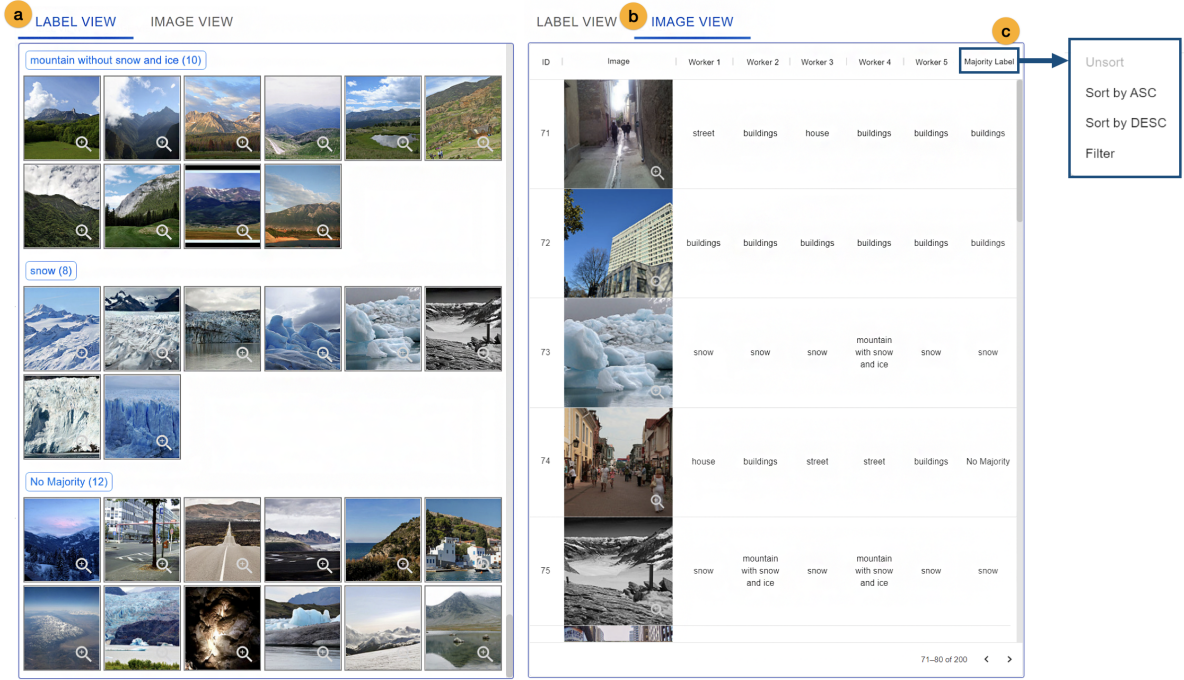 a
LABEL VIEW
IMAGE VIEW
mountain without snow and ice (10)
snow (8)
No Majority (12)
LABEL VIEW
b
IMAGE VIEW
c
ID
Image
Worker 1
Worker 2
Worker 3
Worker 4
Worker 5
Majority Label
Unsort
Sort by ASC
Sort by DESC
Filter
71
street
buildings
house
buildings
buildings
buildings
72
buildings
buildings
buildings
buildings
buildings
buildings
73
snow
snow
snow
mountain
with snow
and ice
snow
snow
74
house
buildings
street
street
buildings
No Majority
75
snow
mountain
with snow
and ice
snow
mountain
with snow
and ice
snow
snow
71–80 of 200